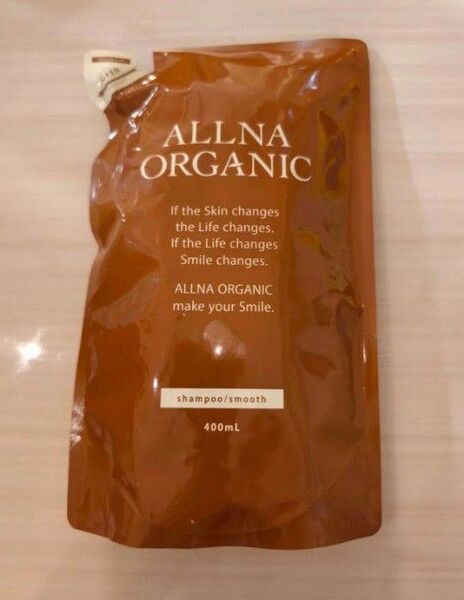 OPEN
ALLNA
ORGANIC
If the Skin changes
the Life changes.
If the Life changes
Smile changes.
ALLNA ORGANIC
make your Smile.
shampoo/smooth
400mL